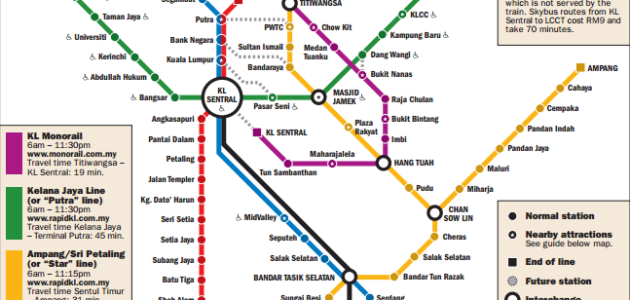 Segambut
TITIWANGSA
which is not served by the
train. Skybus routes from KL
Sentral to LCCT cost RM9 and
take 70 minutes.
Taman Jaya
Putra
PWTC
Chow Kit
KLCC
Universiti
Bank Negara
Sultan Ismail
Medan
Tuanku
Kampung Baru
Kerinchi
Kuala Lumpur
Bandaraya
Dang Wangi
Abdullah Hukum
Bukit Nanas
AMPANG
Bangsar
KL
SENTRAL
Pasar Seni
MASJID
JAMEK
Raja Chulan
Cahaya
Angkasapuri
Plaza
Rakyat
Bukit Bintang
Cempaka
KL Monorail
6am – 11:30pm
www.monorail.com.my
Travel time Titiwangsa –
KL Sentral: 19 min.
Pantai Dalam
KL SENTRAL
Imbi
Pandan Indah
Petaling
Maharajalela
HANG TUAH
Pandan Jaya
Tun Sambanthan
Maluri
Jalan Templer
Pudu
Miharja
Kelana Jaya Line
(or “Putra” line)
6am – 11:30pm
www.rapidkl.com.my
Travel time Kelana Jaya
– Terminal Putra: 45 min.
Kg. Dato' Harun
CHAN
SOW LIN
Seri Setia
MidValley
Normal station
Setia Jaya
Seputeh
Cheras
Nearby attractions
See guide below map.
Subang Jaya
Salak Selatan
Salak Selatan
End of line
Ampang/Sri Petaling
(or “Star” line)
6am – 11:15pm
www.rapidkl.com.my
Travel time Sentul Timur
– Ampang: 31 min.
Batu Tiga
BANDAR TASIK SELATAN
Bandar Tun Razak
Future station
Shah Alam
Sungai Besi
Serdang
Interchange